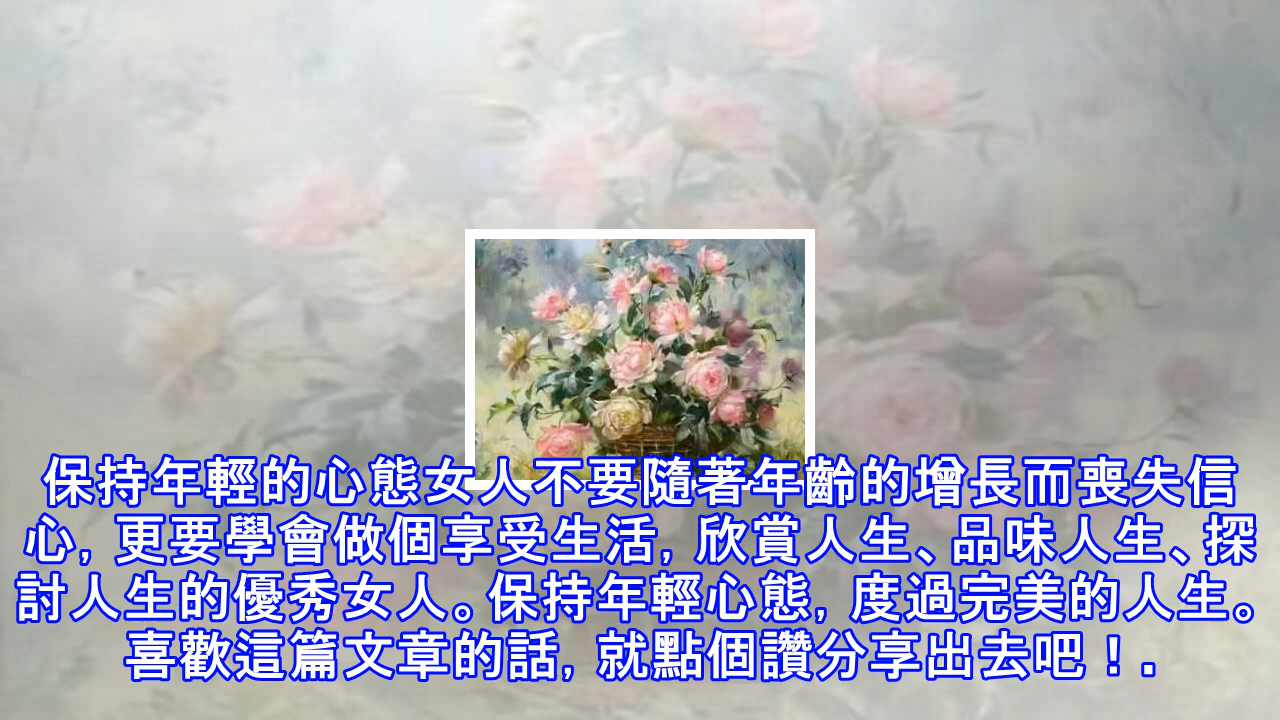 保持年輕的心態女人不要隨著年齡的增長而喪失信
心, 更要學會做個享受生活, 欣賞人生、品味人生、探
討人生的優秀女人。保持年輕心態, 度過完美的人生。
喜歡這篇文章的話, 就點個讚分享出去吧！.